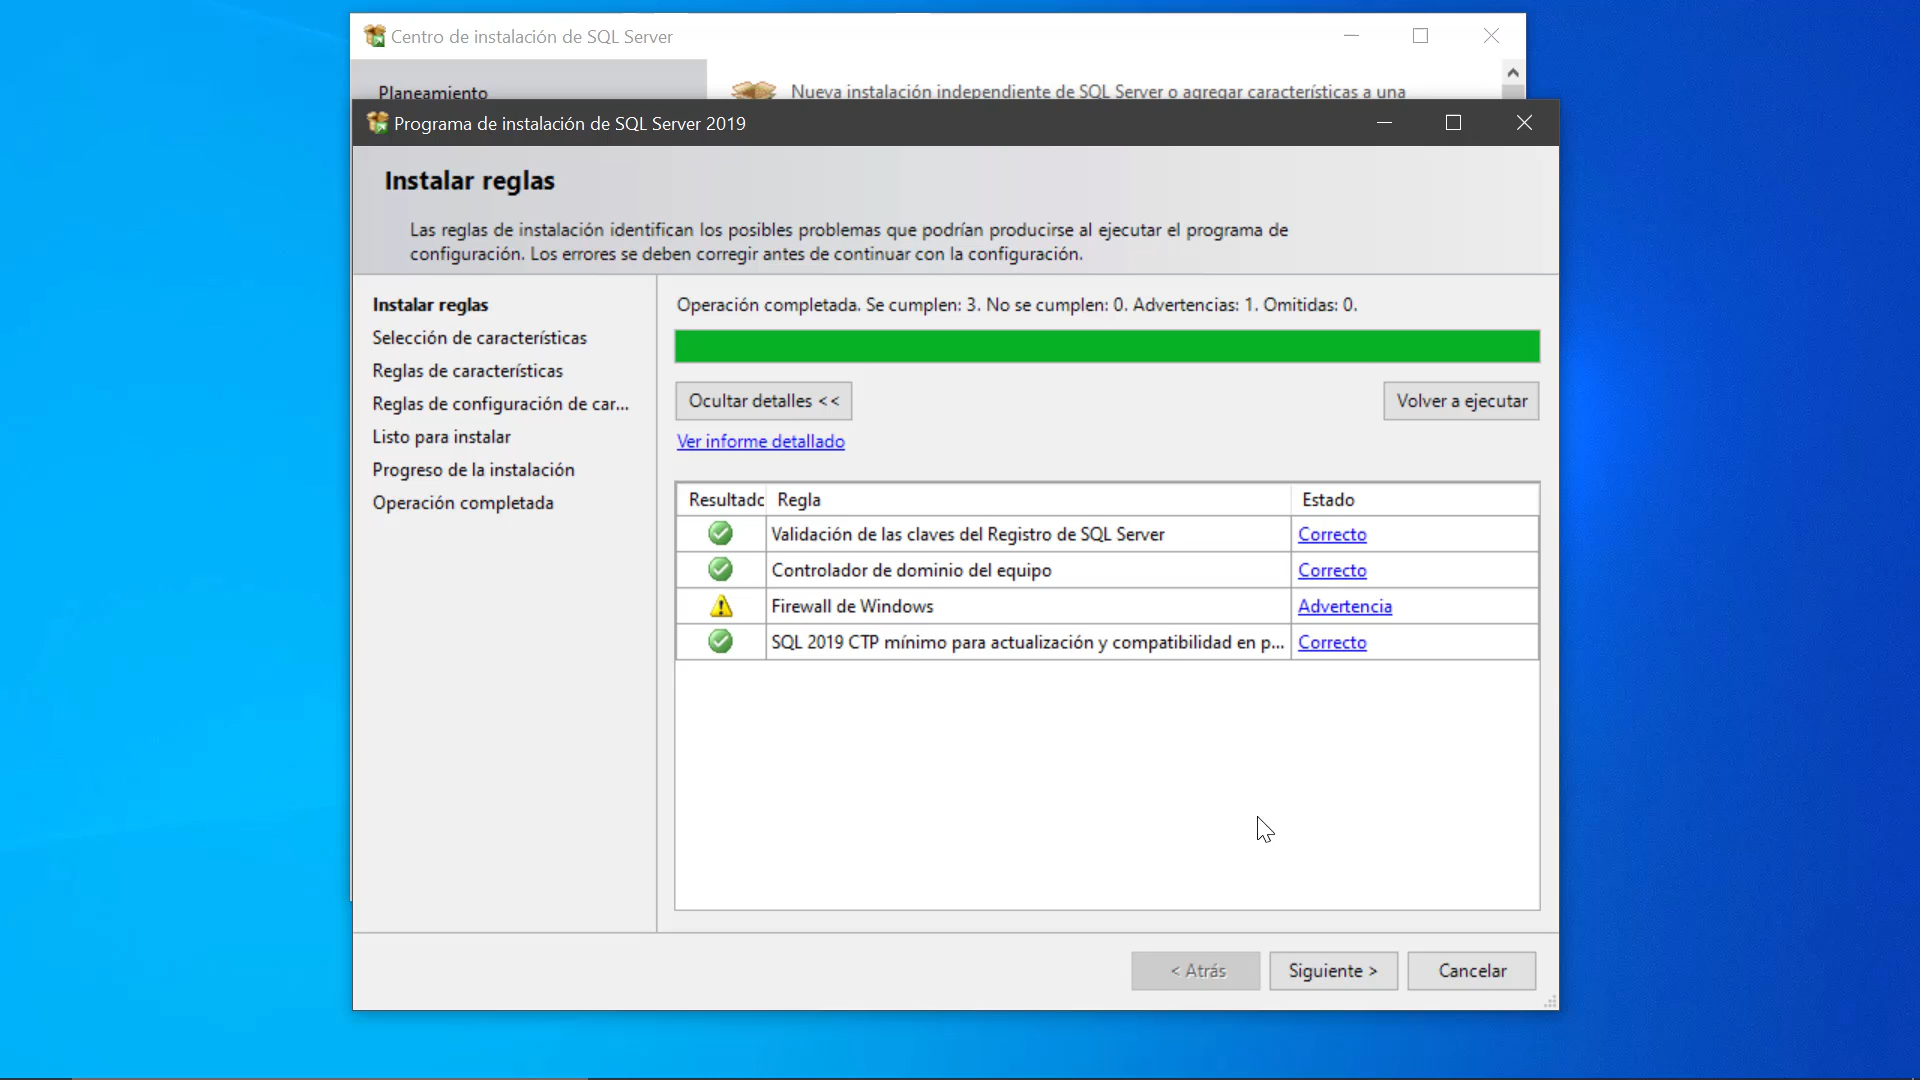 Centro de instalación de SQL Server
Planeamiento
Nueva instalación independiente de SQL Server o agregar características a una
Programa de instalación de SQL Server 2019
Instalar reglas
Las reglas de instalación identifican los posibles problemas que podrían producirse al ejecutar el programa de
configuración. Los errores se deben corregir antes de continuar con la configuración.
Instalar reglas
Selección de características
Reglas de características
Reglas de configuración de car...
Listo para instalar
Progreso de la instalación
Operación completada
Operación completada. Se cumplen: 3. No se cumplen: 0. Advertencias: 1. Omitidas: 0.
Ocultar detalles <<
Volver a ejecutar
Ver informe detallado
Resultado Regla Estado
Validación de las claves del Registro de SQL Server Correcto
Controlador de dominio del equipo Correcto
Firewall de Windows Advertencia
SQL 2019 CTP mínimo para actualización y compatibilidad en p... Correcto
< Atrás
Siguiente >
Cancelar